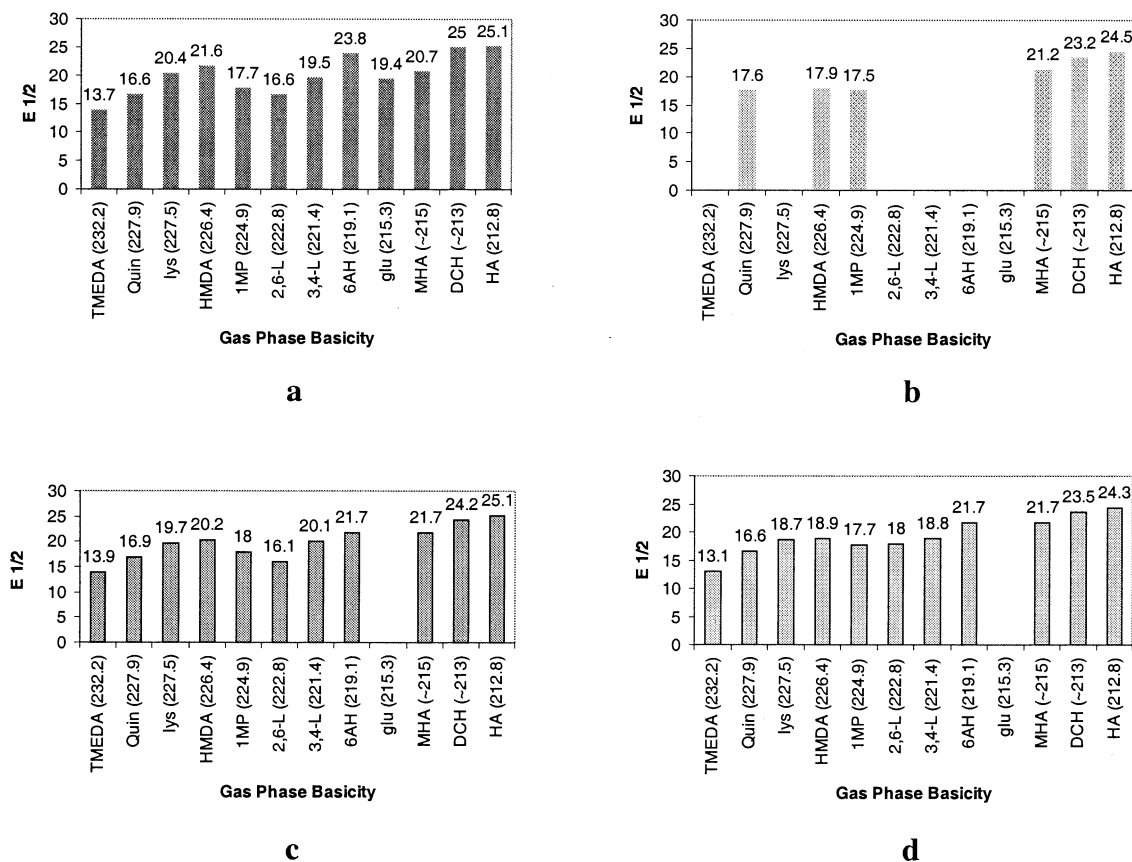 30
25
20
15
10
5
0
E 1/2
13.7
16.6
20.4
21.6
17.7
16.6
19.5
23.8
19.4
20.7
25
25.1
TMEDA (232.2)
Quin (227.9)
lys (227.5)
HMDA (226.4)
1MP (224.9)
2,6-L (222.8)
3,4-L (221.4)
6AH (219.1)
glu (215.3)
MHA (~215)
DCH (~213)
HA (212.8)
Gas Phase Basicity
a
30
25
20
15
10
5
0
E 1/2
17.6
17.9
17.5
21.2
23.2
24.5
TMEDA (232.2)
Quin (227.9)
lys (227.5)
HMDA (226.4)
1MP (224.9)
2,6-L (222.8)
3,4-L (221.4)
6AH (219.1)
glu (215.3)
MHA (~215)
DCH (~213)
HA (212.8)
Gas Phase Basicity
b
30
25
20
15
10
5
0
E 1/2
13.9
16.9
19.7
20.2
18
16.1
20.1
21.7
21.7
24.2
25.1
TMEDA (232.2)
Quin (227.9)
lys (227.5)
HMDA (226.4)
1MP (224.9)
2,6-L (222.8)
3,4-L (221.4)
6AH (219.1)
glu (215.3)
MHA (~215)
DCH (~213)
HA (212.8)
Gas Phase Basicity
c
30
25
20
15
10
5
0
E 1/2
13.1
16.6
18.7
18.9
17.7
18
18.8
21.7
21.7
23.5
24.3
TMEDA (232.2)
Quin (227.9)
lys (227.5)
HMDA (226.4)
1MP (224.9)
2,6-L (222.8)
3,4-L (221.4)
6AH (219.1)
glu (215.3)
MHA (~215)
DCH (~213)
HA (212.8)
Gas Phase Basicity
d